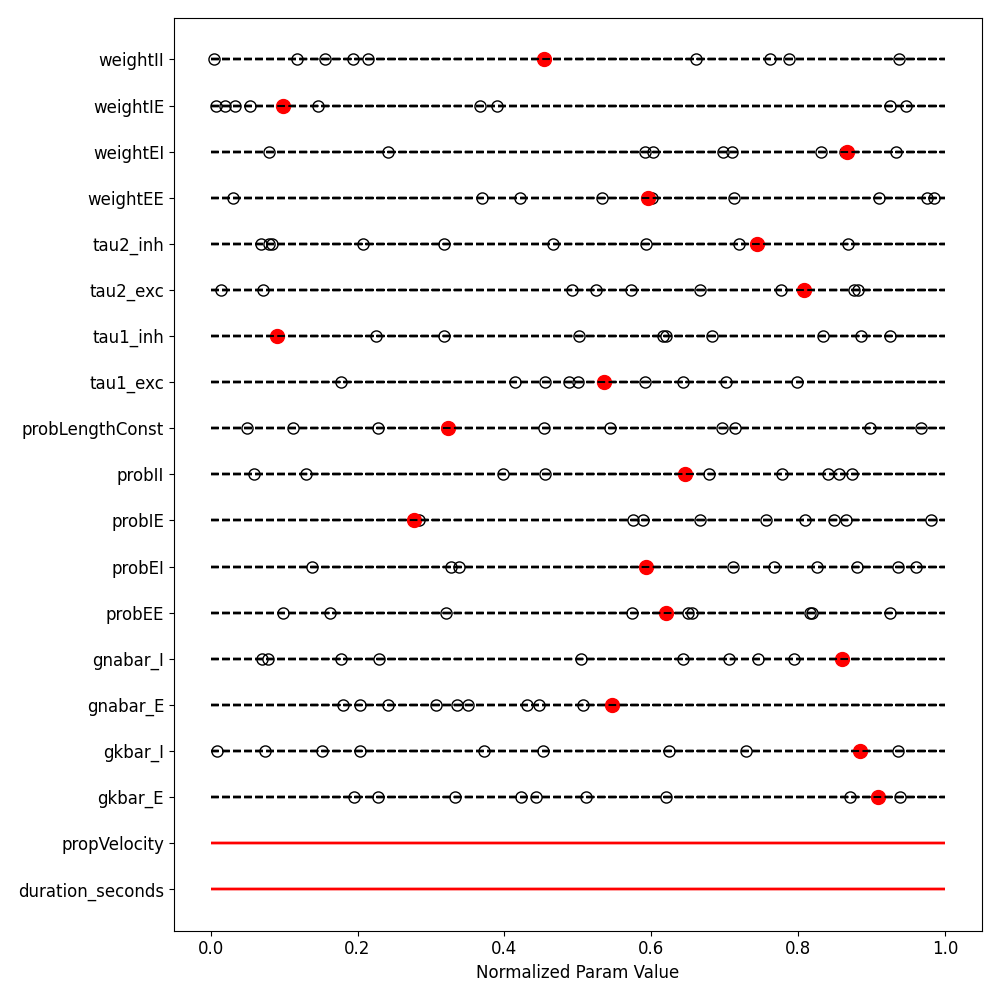 weightII
weightIE
weightEI
weightEE
tau2_inh
tau2_exc
tau1_inh
tau1_exc
probLengthConst
probII
probIE
probEI
probEE
gnabar_I
gnabar_E
gkbar_I
gkbar_E
propVelocity
duration_seconds
0.0 0.2 0.4 0.6 0.8 1.0
Normalized Param Value